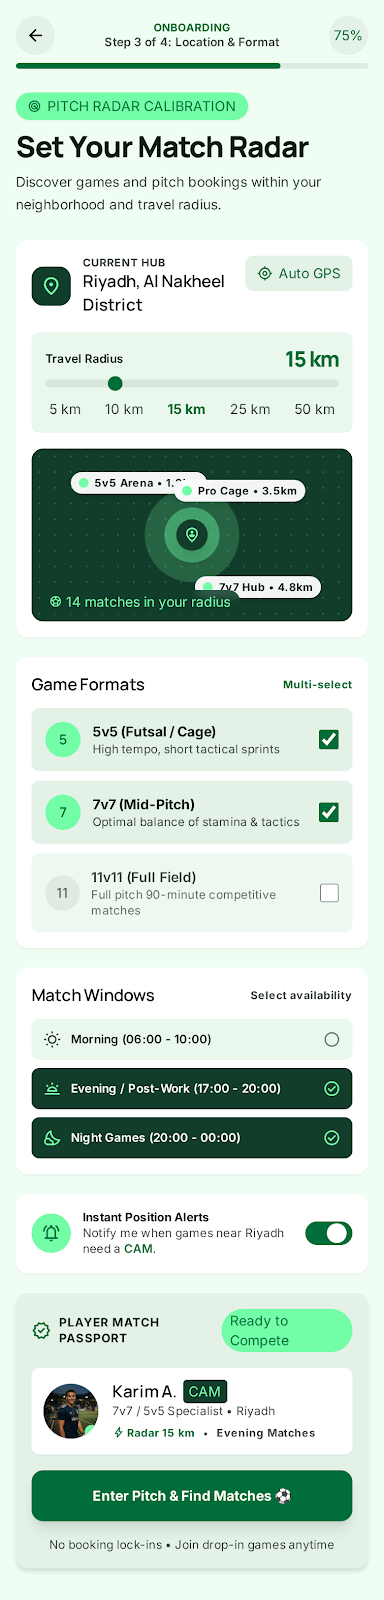 ONBOARDING
Step 3 of 4: Location & Format
75%
PITCH RADAR CALIBRATION
Set Your Match Radar
Discover games and pitch bookings within your
neighborhood and travel radius.
CURRENT HUB
Riyadh, Al Nakheel
District
Auto GPS
Travel Radius
15 km
5 km 10 km 15 km 25 km 50 km
5v5 Arena •
Pro Cage • 3.5km
7v7 Hub • 4.8km
14 matches in your radius
Game Formats
Multi-select
5
5v5 (Futsal / Cage)
High tempo, short tactical sprints
7
7v7 (Mid-Pitch)
Optimal balance of stamina & tactics
11
11v11 (Full Field)
Full pitch 90-minute competitive
matches
Match Windows
Select availability
Morning (06:00 - 10:00)
Evening / Post-Work (17:00 - 20:00)
Night Games (20:00 - 00:00)
Instant Position Alerts
Notify me when games near Riyadh
need a CAM.
PLAYER MATCH
PASSPORT
Ready to
Compete
Karim A. CAM
7v7 / 5v5 Specialist • Riyadh
Radar 15 km • Evening Matches
Enter Pitch & Find Matches ⚽
No booking lock-ins • Join drop-in games anytime